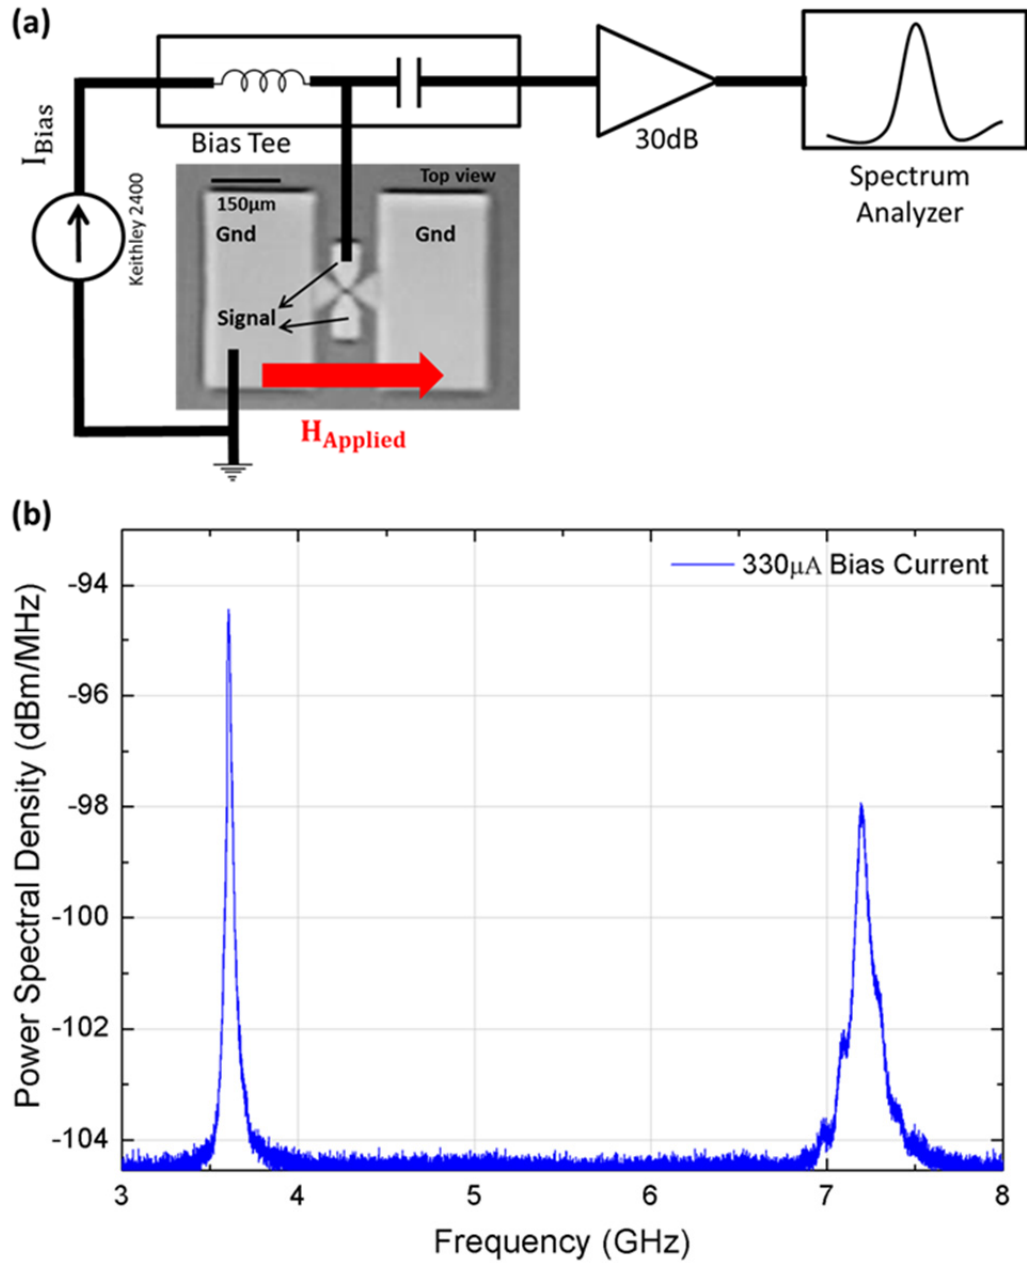 (a)
I_Bias
Keithley 2400
Bias Tee
30dB
Spectrum
Analyzer
Top view
150μm
Gnd
Gnd
Signal
H_Applied
(b)
330μA Bias Current
Power Spectral Density (dBm/MHz)
-94
-96
-98
-100
-102
-104
3 4 5 6 7 8
Frequency (GHz)